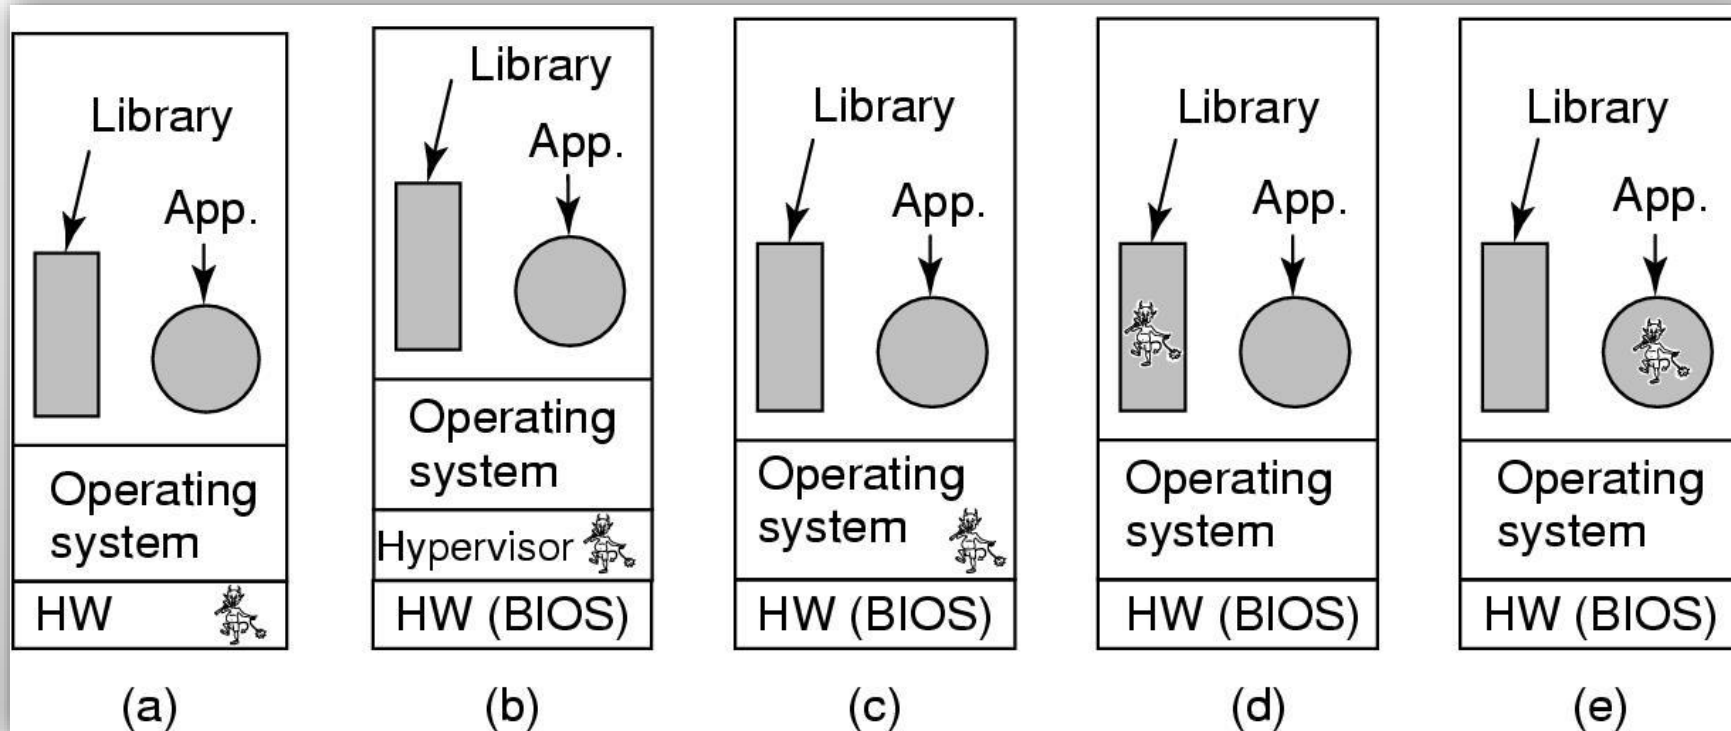 Library
App.
Operating
system
HW
(a)
Library
App.
Operating
system
Hypervisor
HW (BIOS)
(b)
Library
App.
Operating
system
HW (BIOS)
(c)
Library
App.
Operating
system
HW (BIOS)
(d)
Library
App.
Operating
system
HW (BIOS)
(e)